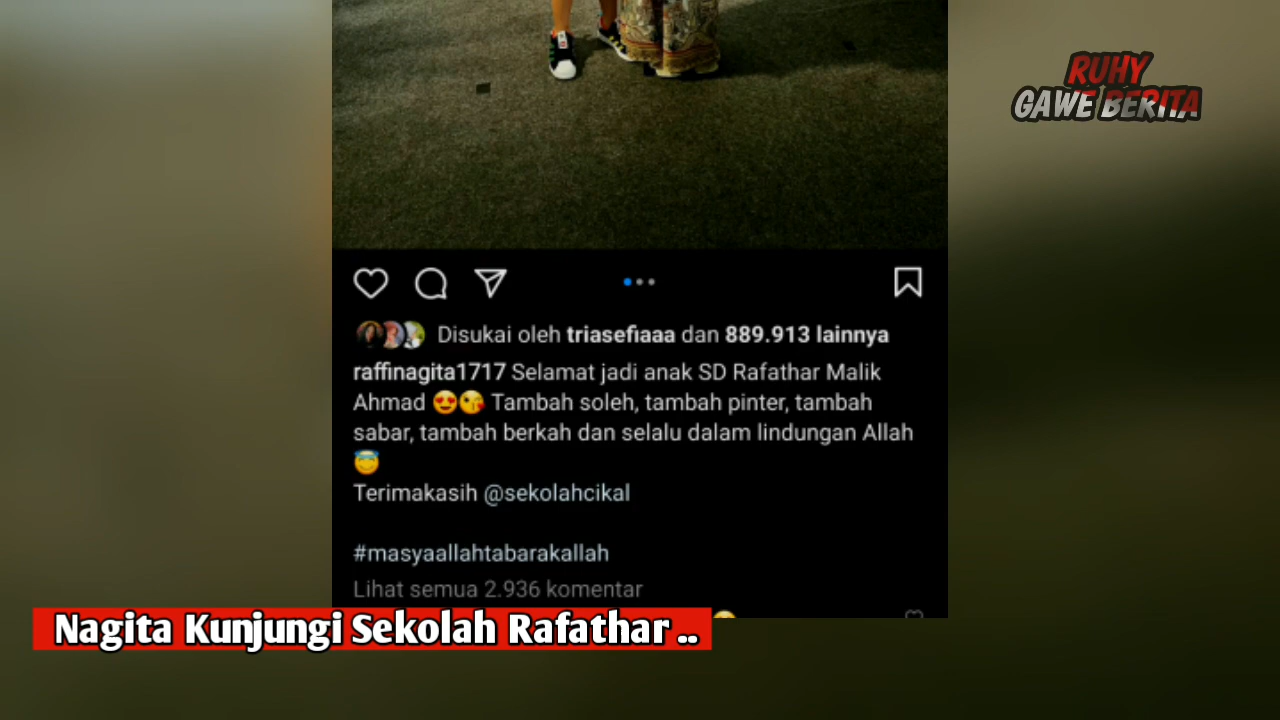 RUHY
GAWE BERITA
Disukai oleh triasefiaaa dan 889.913 lainnya
raffinagita1717 Selamat jadi anak SD Rafathar Malik
Ahmad 😍😘 Tambah soleh, tambah pinter, tambah
sabar, tambah berkah dan selalu dalam lindungan Allah
😇
Terimakasih @sekolahcikal
#masyaallahtabarakallah
Lihat semua 2.936 komentar
Nagita Kunjungi Sekolah Rafathar ..